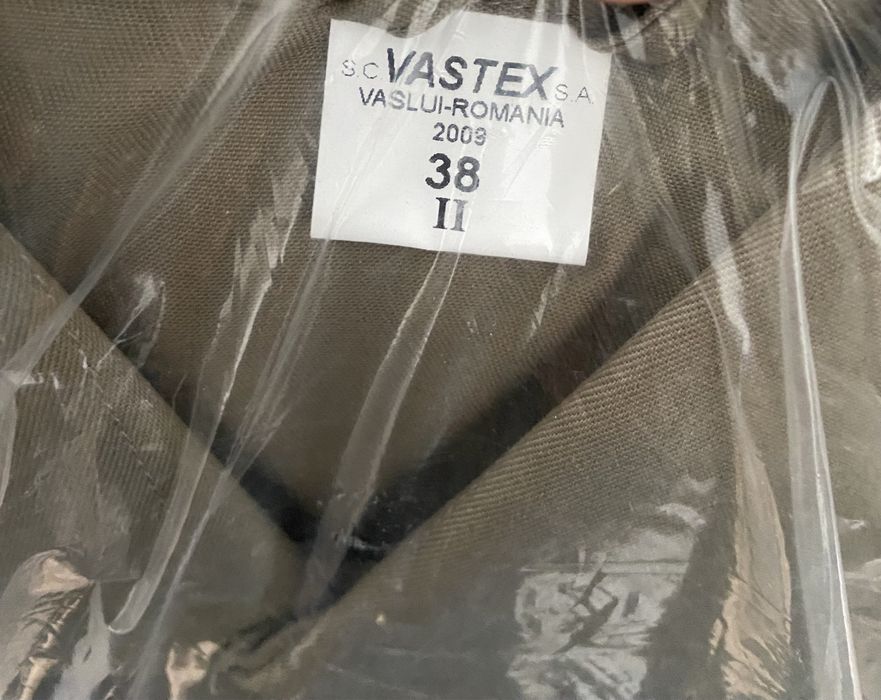 S.C. VASTEX S.A.
VASLUI-ROMANIA
2009
38
II